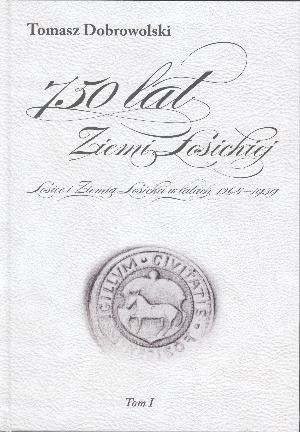 Tomasz Dobrowolski
750 lat
Ziemi Łosickiej
Łosice i Ziemia Łosicka w latach 1264-1939
SIGILLVM CIVITATIS
Tom I